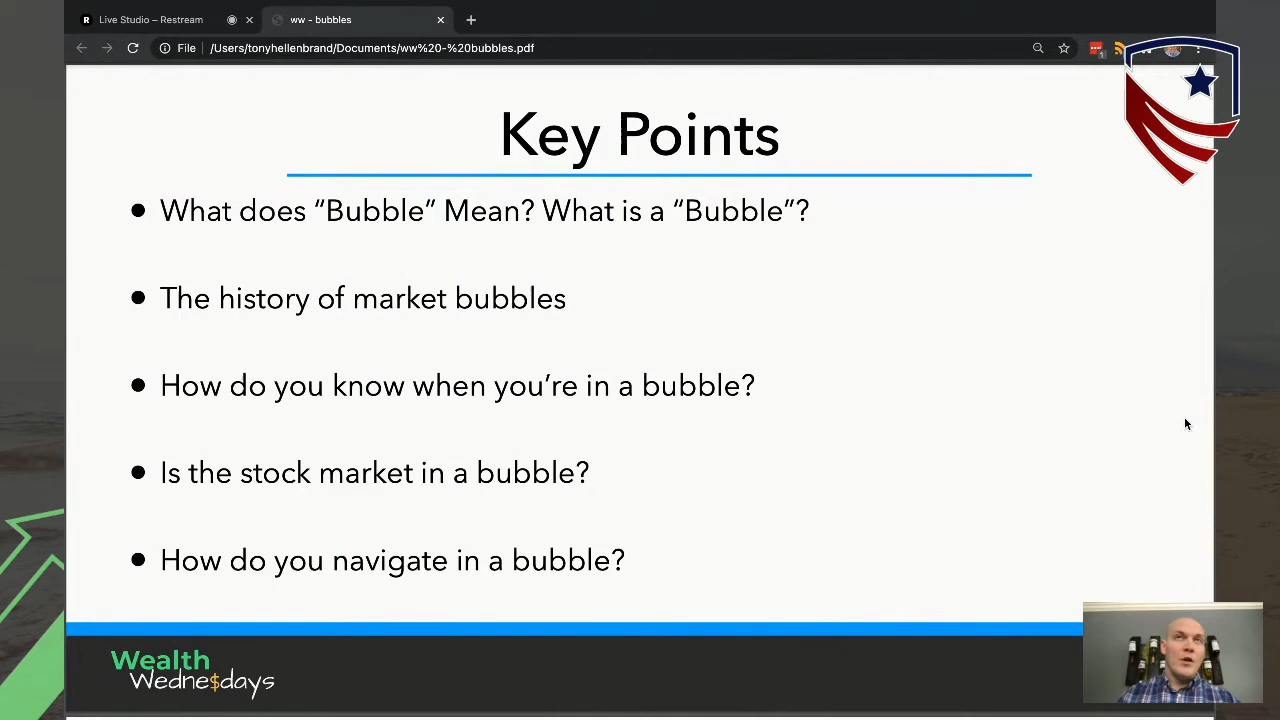 R Live Studio – Restream
ww - bubbles
File /Users/tonyhellenbrand/Documents/ww%20-%20bubbles.pdf
1
Key Points
• What does “Bubble” Mean? What is a “Bubble”?
• The history of market bubbles
• How do you know when you’re in a bubble?
• Is the stock market in a bubble?
• How do you navigate in a bubble?
Wealth
Wedne$days